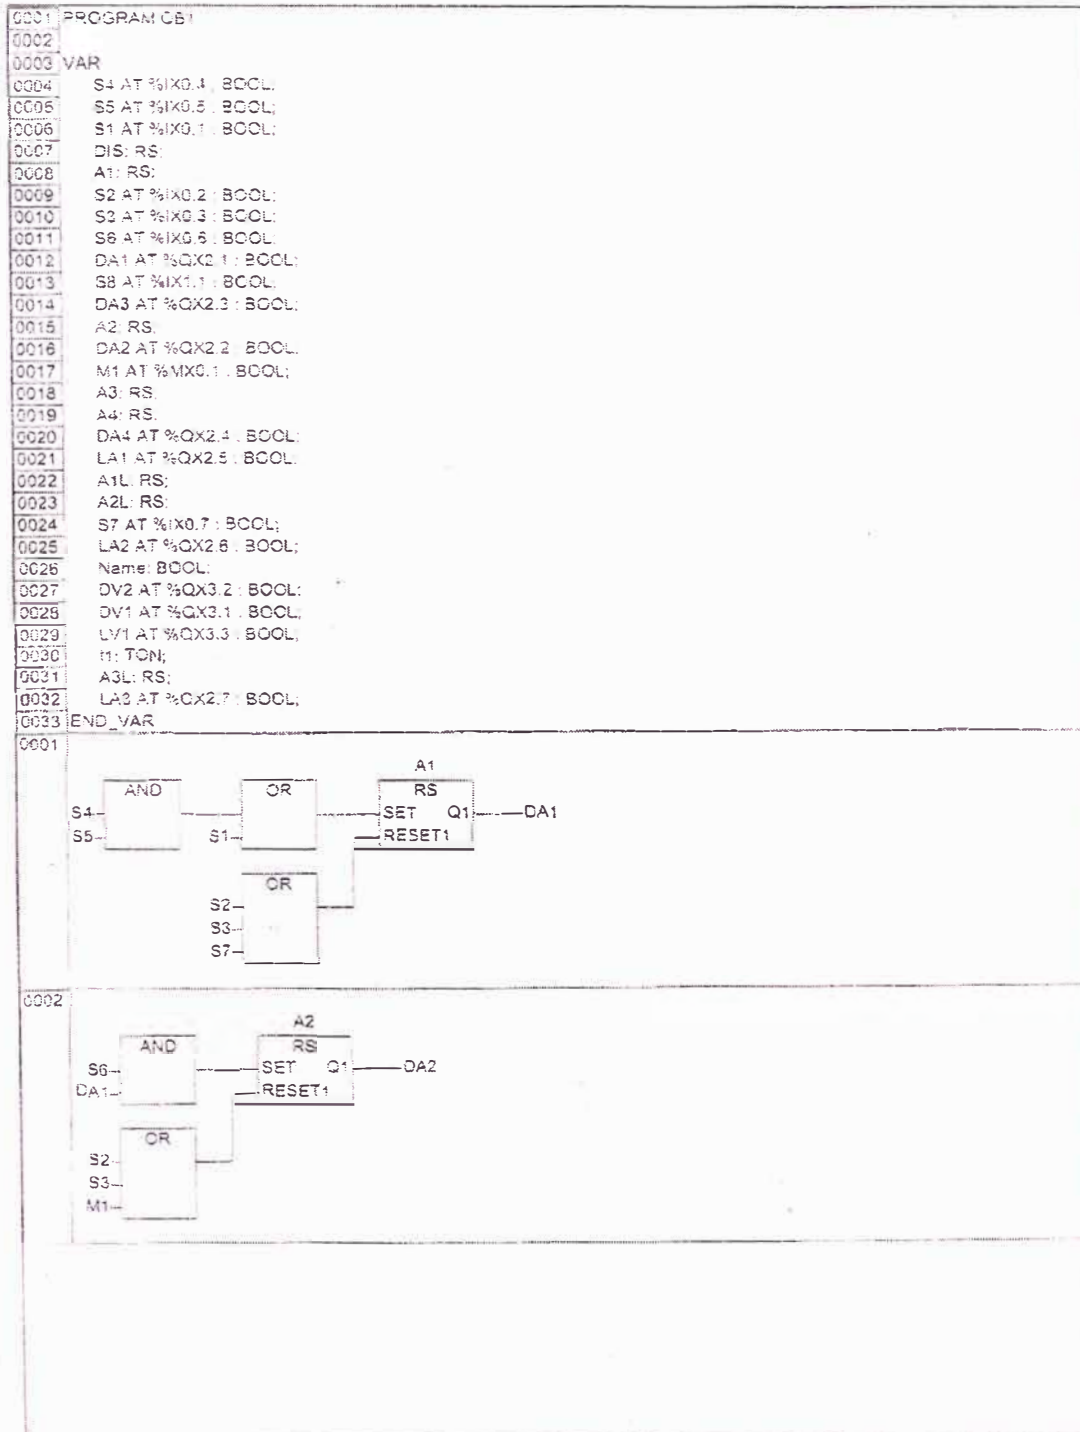 0001 PROGRAM CB1
0002
0003 VAR
0004 S4 AT %IX0.4 : BOOL;
0005 S5 AT %IX0.5 : BOOL;
0006 S1 AT %IX0.1 : BOOL;
0007 DIS: RS;
0008 A1: RS;
0009 S2 AT %IX0.2 : BOOL;
0010 S3 AT %IX0.3 : BOOL;
0011 S6 AT %IX0.6 : BOOL;
0012 DA1 AT %QX2.1 : BOOL;
0013 S8 AT %IX1.1 : BOOL;
0014 DA3 AT %QX2.3 : BOOL;
0015 A2: RS;
0016 DA2 AT %QX2.2 : BOOL;
0017 M1 AT %MX0.1 : BOOL;
0018 A3: RS;
0019 A4: RS;
0020 DA4 AT %QX2.4 : BOOL;
0021 LA1 AT %QX2.5 : BOOL;
0022 A1L: RS;
0023 A2L: RS;
0024 S7 AT %IX0.7 : BOOL;
0025 LA2 AT %QX2.6 : BOOL;
0026 Name: BOOL;
0027 DV2 AT %QX3.2 : BOOL;
0028 DV1 AT %QX3.1 : BOOL;
0029 LV1 AT %QX3.3 : BOOL;
0030 t1: TON;
0031 A3L: RS;
0032 LA3 AT %QX2.7 : BOOL;
0033 END_VAR
0001
A1
AND OR RS
S4 SET Q1 DA1
S5 S1 RESET1
OR
S2
S3
S7
0002
A2
AND RS
S6 SET Q1 DA2
DA1 RESET1
OR
S2
S3
M1